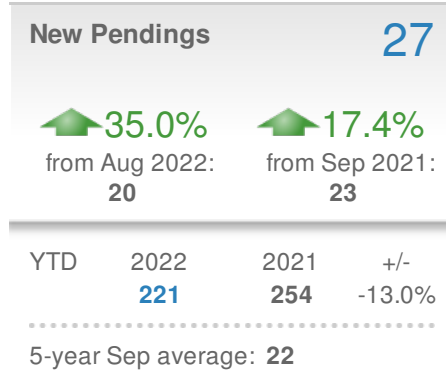 New Pendings 27
35.0% 17.4%
from Aug 2022: from Sep 2021:
20 23
YTD 2022 2021 +/-
221 254 -13.0%
5-year Sep average: 22